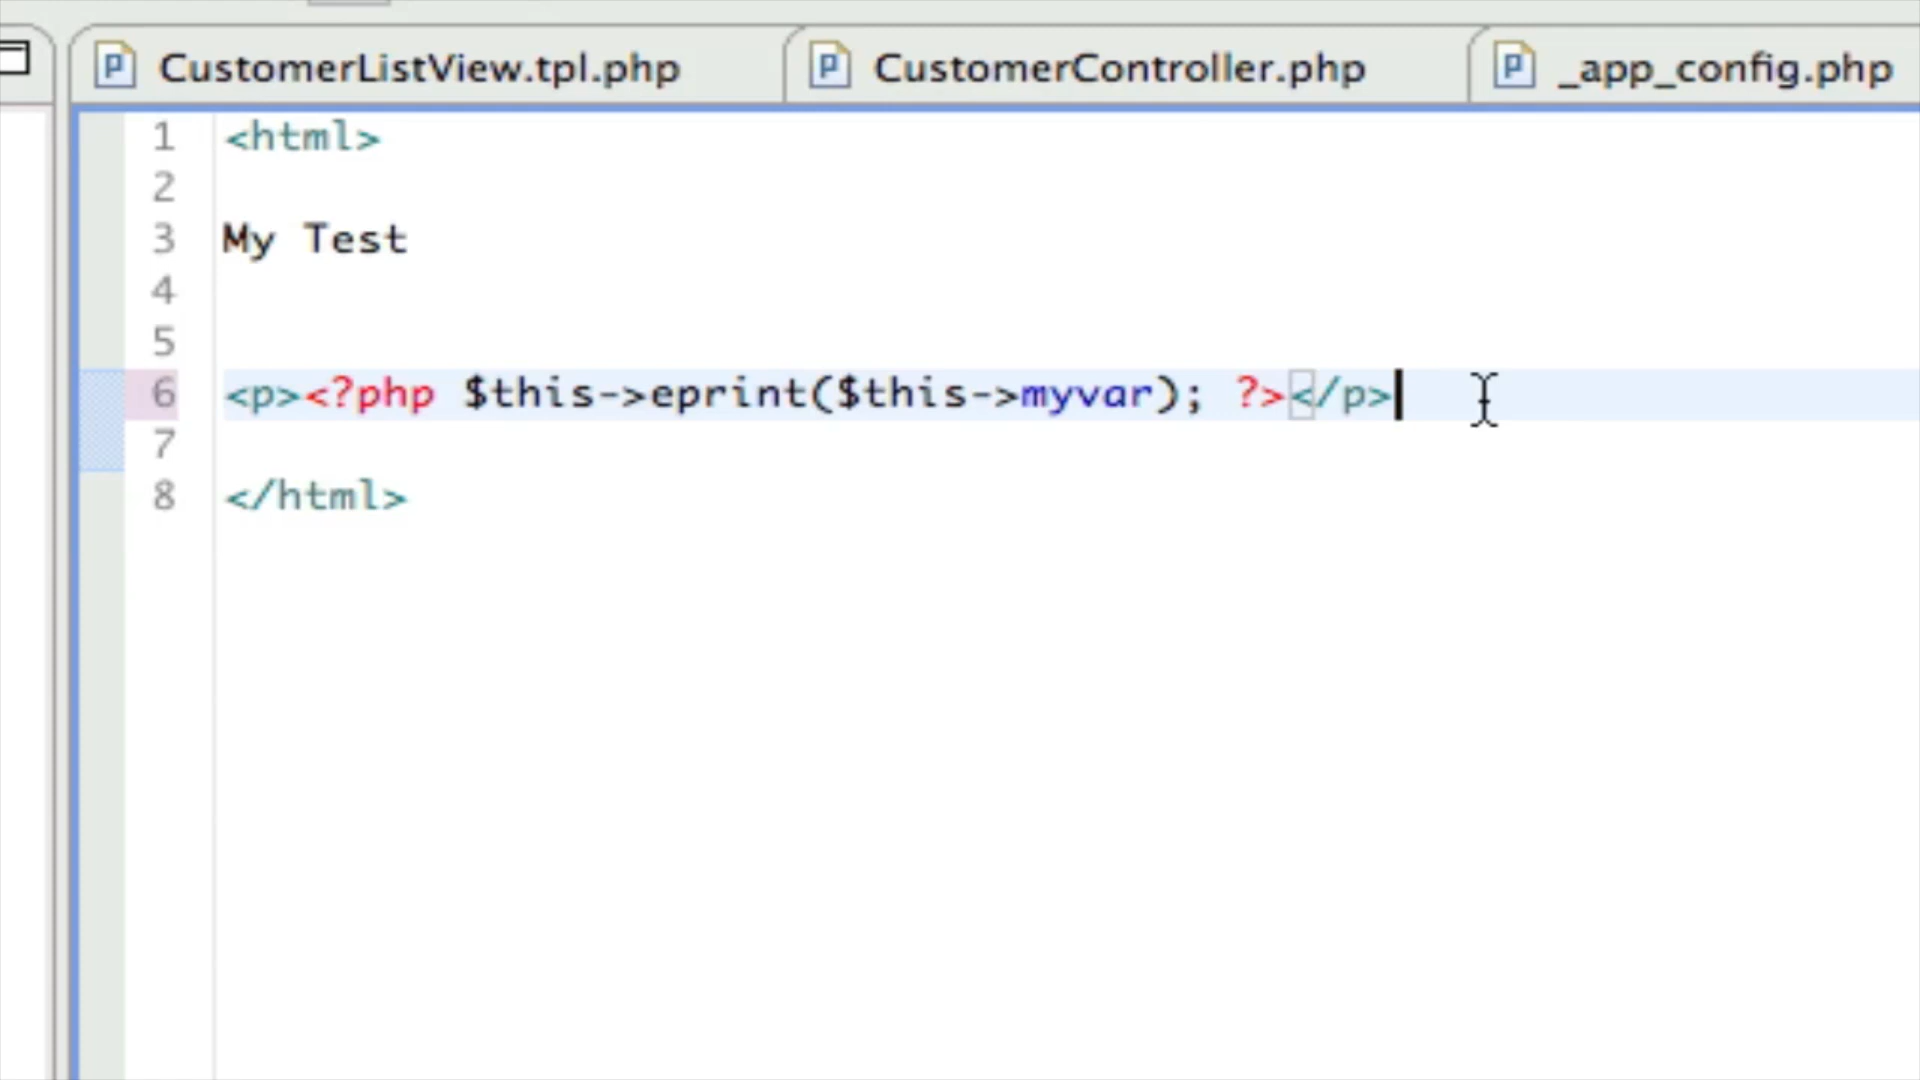 CustomerListView.tpl.php CustomerController.php _app_config.php
1 <html>
2
3 My Test
4
5
6 <p><?php $this->eprint($this->myvar); ?></p>
7
8 </html>